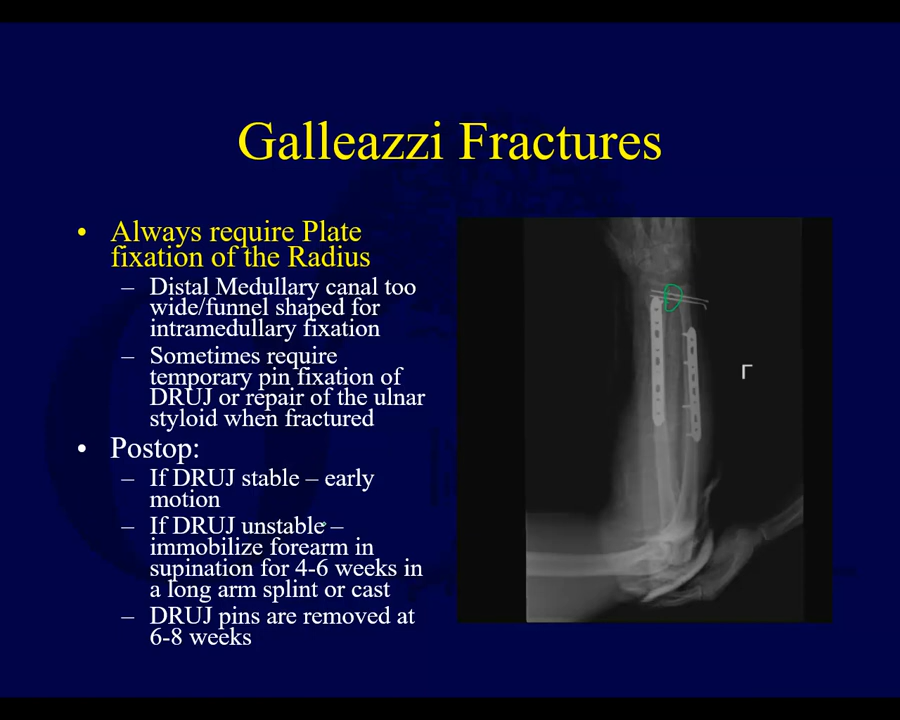 Galleazzi Fractures
• Always require Plate
fixation of the Radius
– Distal Medullary canal too
wide/funnel shaped for
intramedullary fixation
– Sometimes require
temporary pin fixation of
DRUJ or repair of the ulnar
styloid when fractured
• Postop:
– If DRUJ stable – early
motion
– If DRUJ unstable –
immobilize forearm in
supination for 4-6 weeks in
a long arm splint or cast
– DRUJ pins are removed at
6-8 weeks